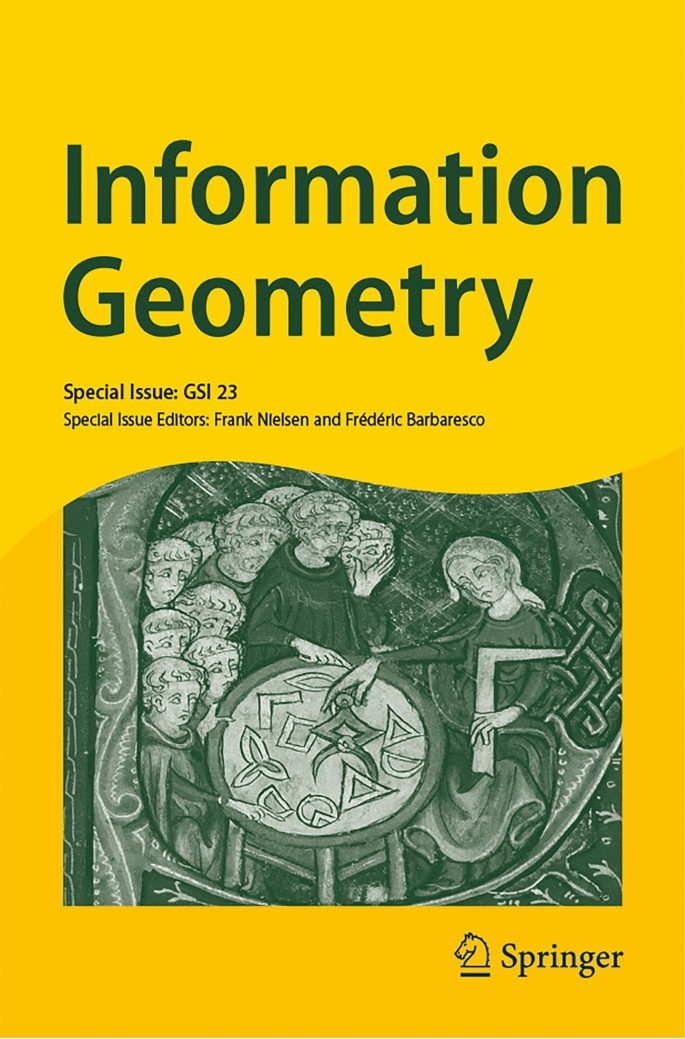 Information
Geometry
Special Issue: GSI 23
Special Issue Editors: Frank Nielsen and Frédéric Barbaresco
Springer